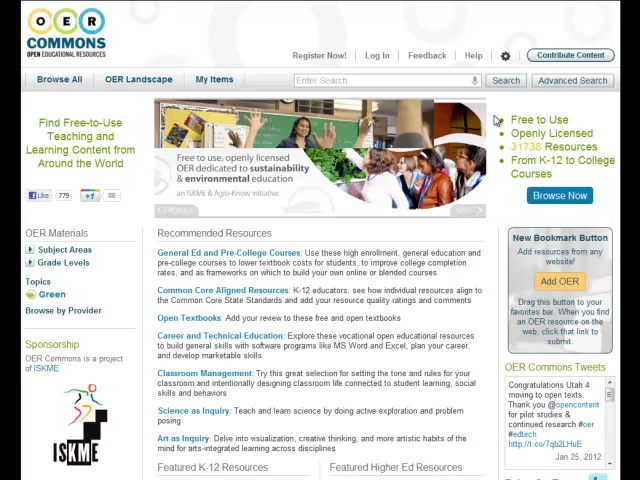 OER
COMMONS
OPEN EDUCATIONAL RESOURCES
Register Now!
Log In
Feedback
Help
Contribute Content
Browse All
OER Landscape
My Items
Enter Search
Search
Advanced Search
Find Free-to-Use
Teaching and
Learning Content from
Around the World
Like 779
+1 86
Free to use, openly licensed
OER dedicated to sustainability
& environmental education
an ISKME & Agro-Know initiative.
PREVIOUS
NEXT
Free to Use
Openly Licensed
31738 Resources
From K-12 to College
Courses
Browse Now
OER Materials
Subject Areas
Grade Levels
Topics
Green
Browse by Provider
Sponsorship
OER Commons is a project
of ISKME
ISKME
Recommended Resources
General Ed and Pre-College Courses: Use these high enrollment, general education and
pre-college courses to lower textbook costs for students, to improve college completion
rates, and as frameworks on which to build your own online or blended courses
Common Core Aligned Resources: K-12 educators, see how individual resources align to
the Common Core State Standards and add your resource quality ratings and comments
Open Textbooks: Add your review to these free and open textbooks
Career and Technical Education: Explore these vocational open educational resources
to build general skills with software programs like MS Word and Excel, plan your career,
and develop marketable skills
Classroom Management: Try this great selection for setting the tone and rules for your
classroom and intentionally designing classroom life connected to student learning, social
skills and behaviors
Science as Inquiry: Teach and learn science by doing active exploration and problem
posing
Art as Inquiry: Delve into visualization, creative thinking, and more artistic habits of the
mind for arts-integrated learning across disciplines
Featured K-12 Resources
Featured Higher Ed Resources
New Bookmark Button
Add resources from any
website!
Add OER
Drag this button to your
favorites bar. When you find
an OER resource on the
web, click that link to
submit.
OER Commons Tweets
Congratulations Utah 4
moving to open texts.
Thank you @opencontent
for pilot studies &
continued research #oer
#edtech
http://t.co/7qb2LHuE
Jan 25, 2012